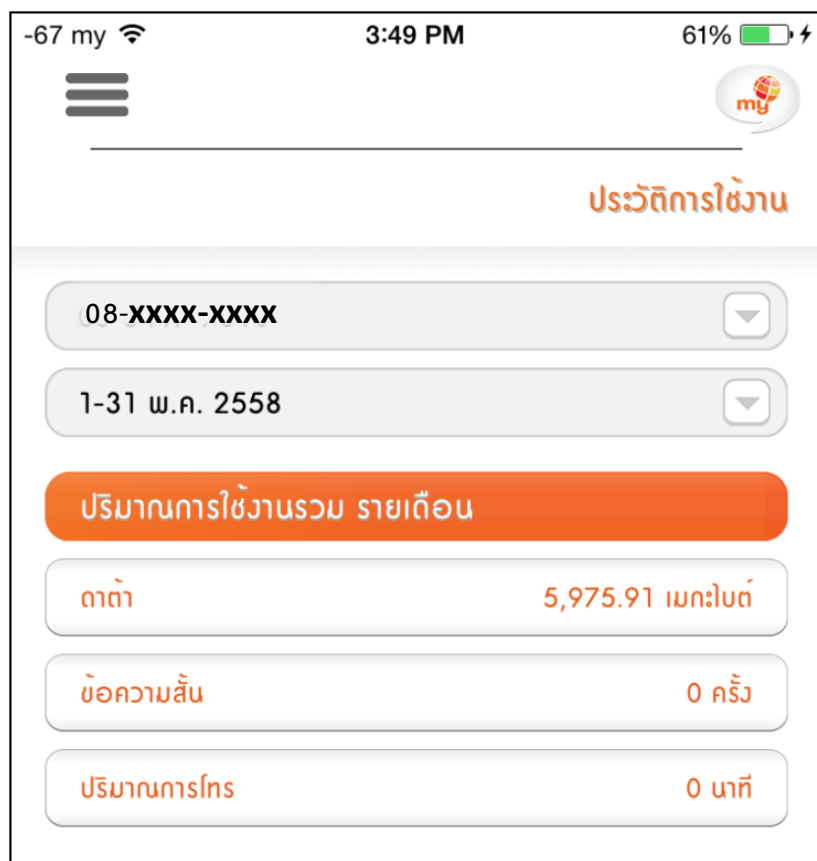 -67 my 3:49 PM 61%
my
ประวัติการใช้งาน
08-XXXX-XXXX
1-31 พ.ค. 2558
ปริมาณการใช้งานรวม รายเดือน
ดาต้า 5,975.91 เมกะไบต์
ข้อความสั้น 0 ครั้ง
ปริมาณการโทร 0 นาที